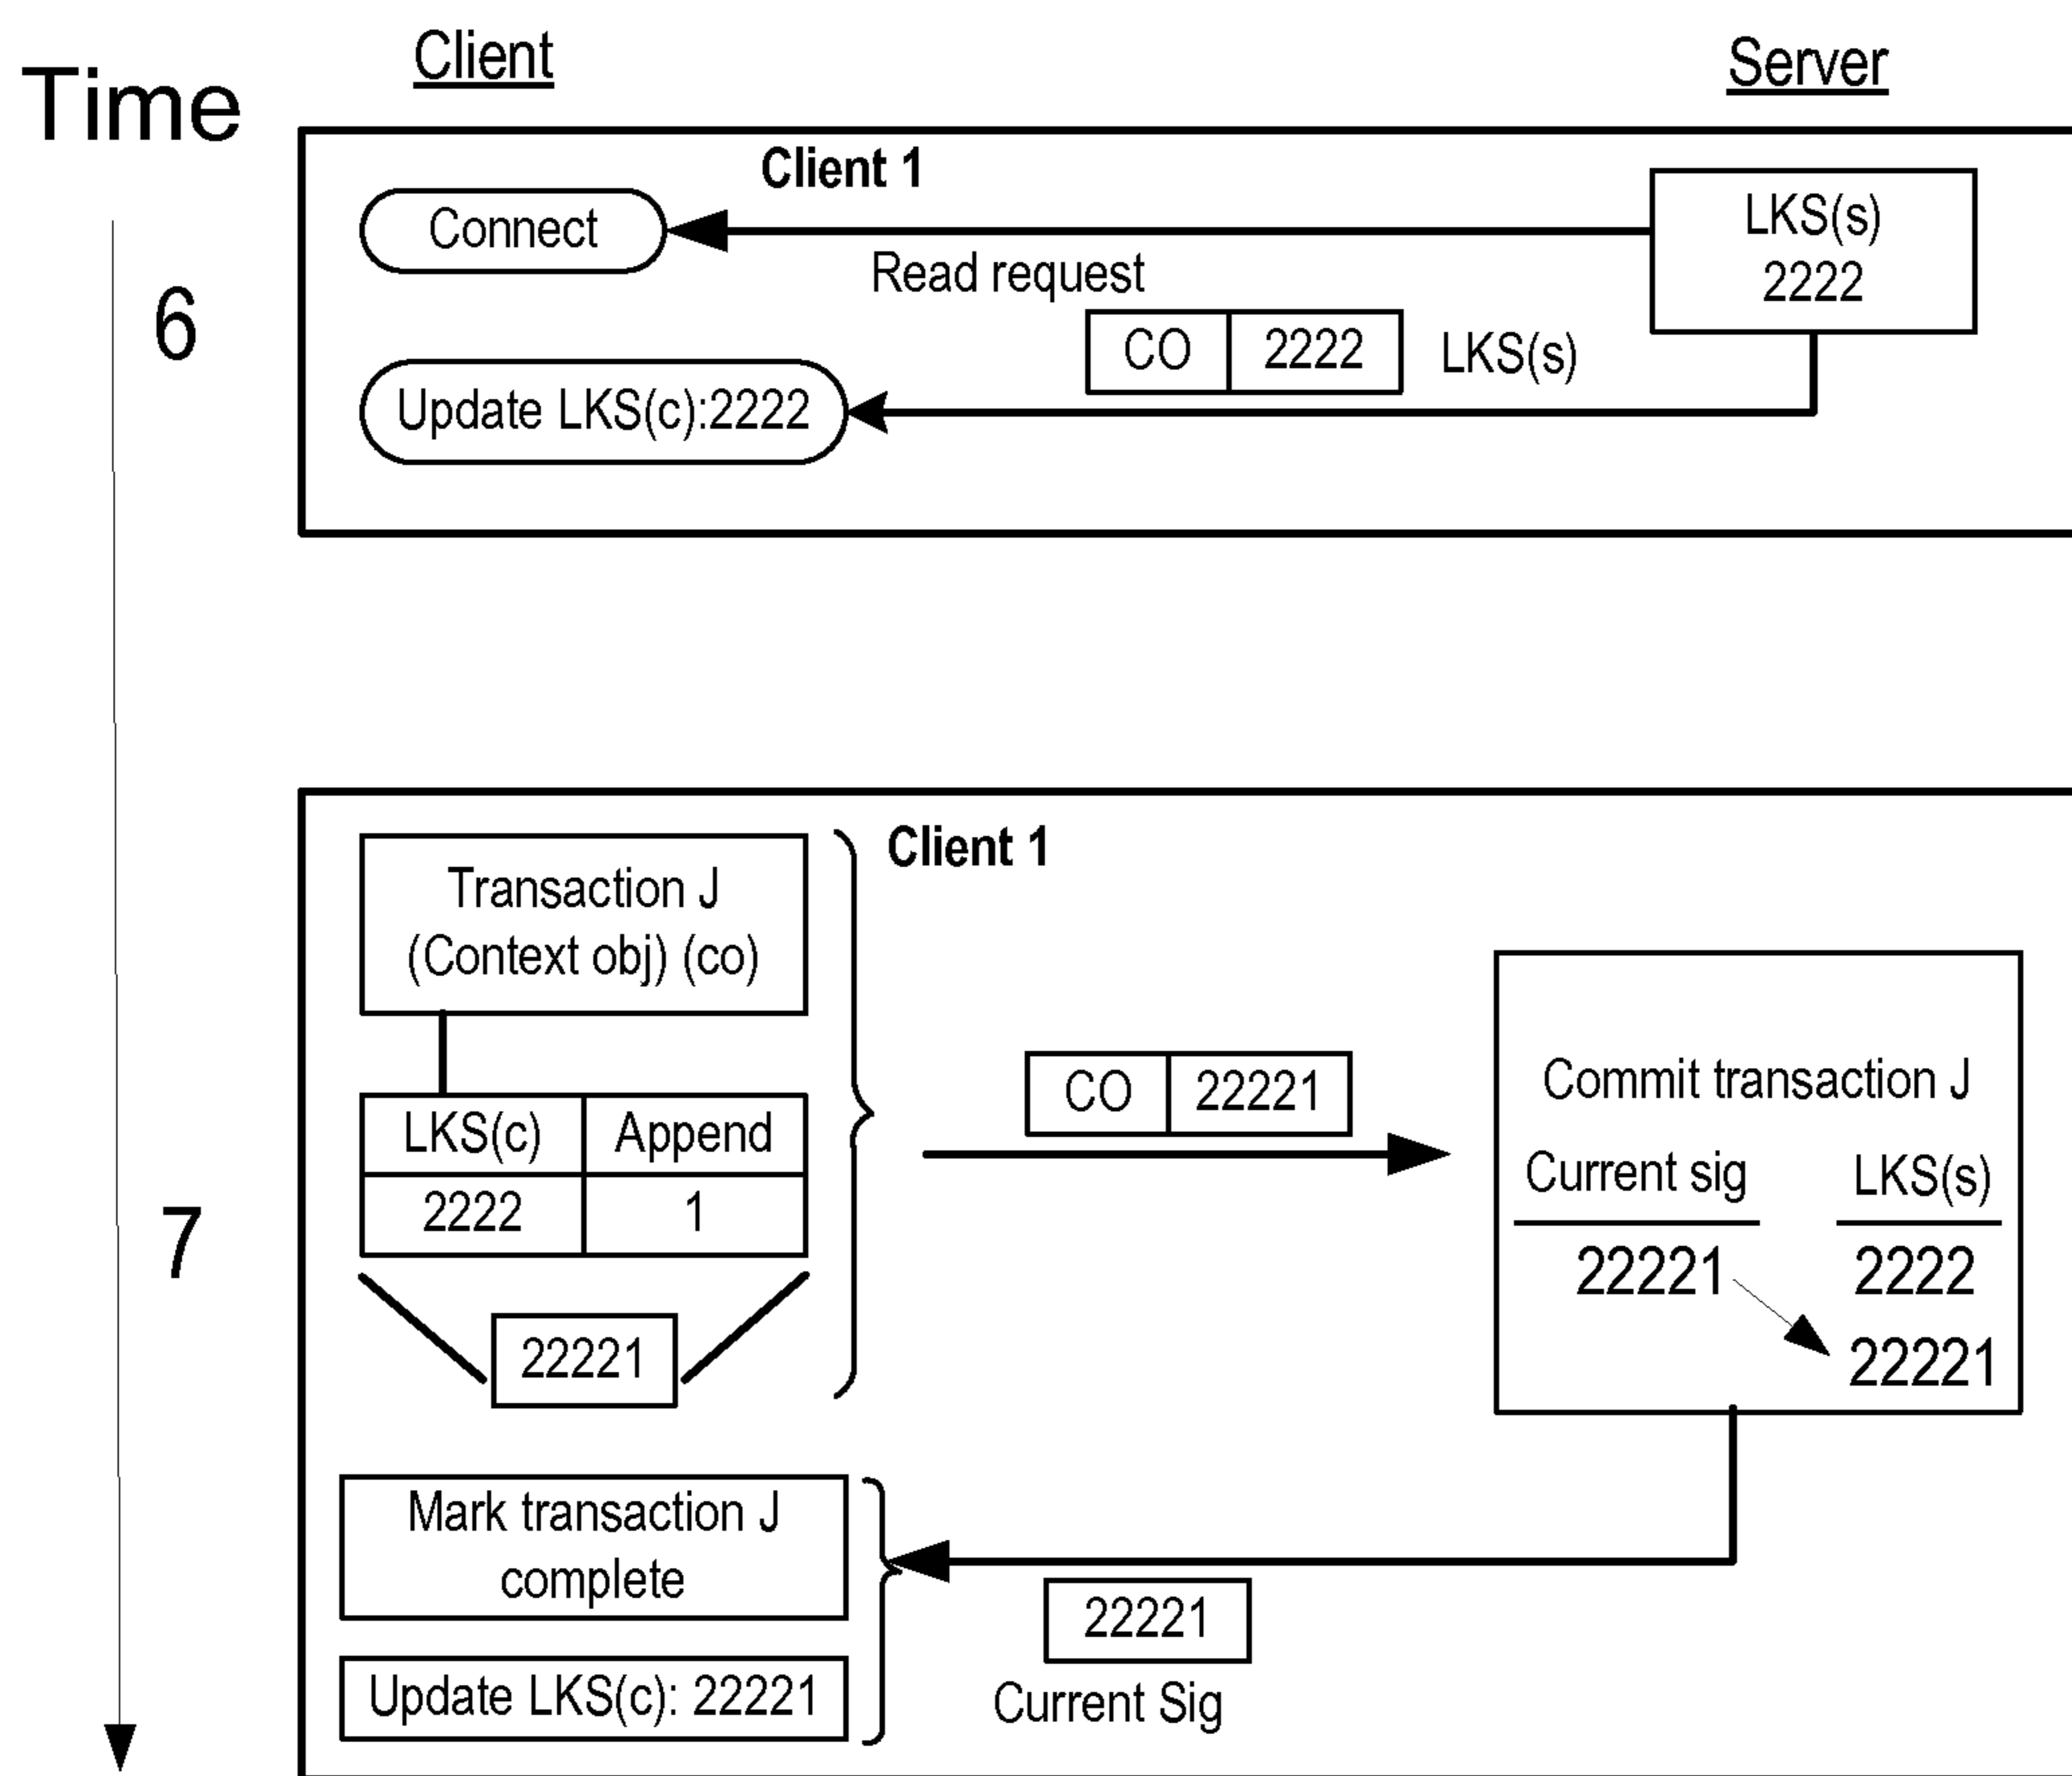 Time
Client
Server
Client 1
Connect
Read request
LKS(s)
2222
6
CO 2222 LKS(s)
Update LKS(c):2222
Client 1
Transaction J
(Context obj) (co)
LKS(c) Append
2222 1
22221
CO 22221
7
Commit transaction J
Current sig LKS(s)
22221 2222
22221
Mark transaction J
complete
22221
Current Sig
Update LKS(c): 22221